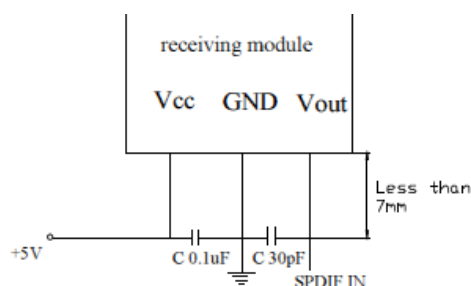 receiving module
Vcc GND Vout
Less than
7mm
+5V
C 0.1uF C 30pF
SPDIF IN